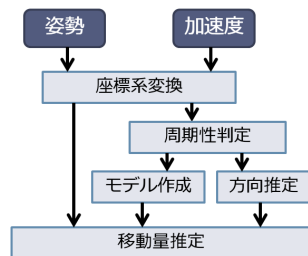 姿勢 加速度
座標系変換
周期性判定
モデル作成 方向推定
移動量推定